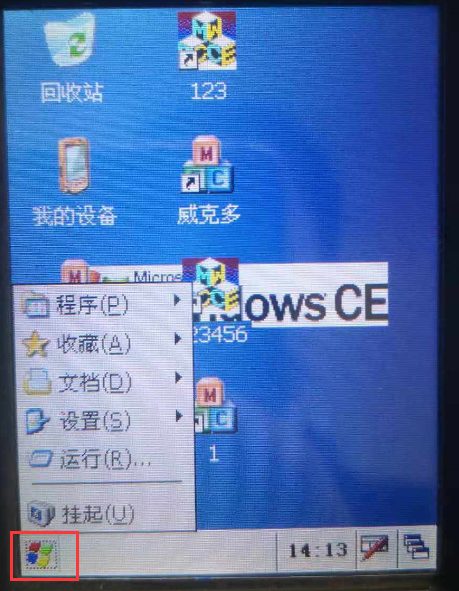 回收站
123
我的设备
威克多
Micros
dows CE
23456
1
程序(P)
收藏(A)
文档(D)
设置(S)
运行(R)...
挂起(U)
14:13